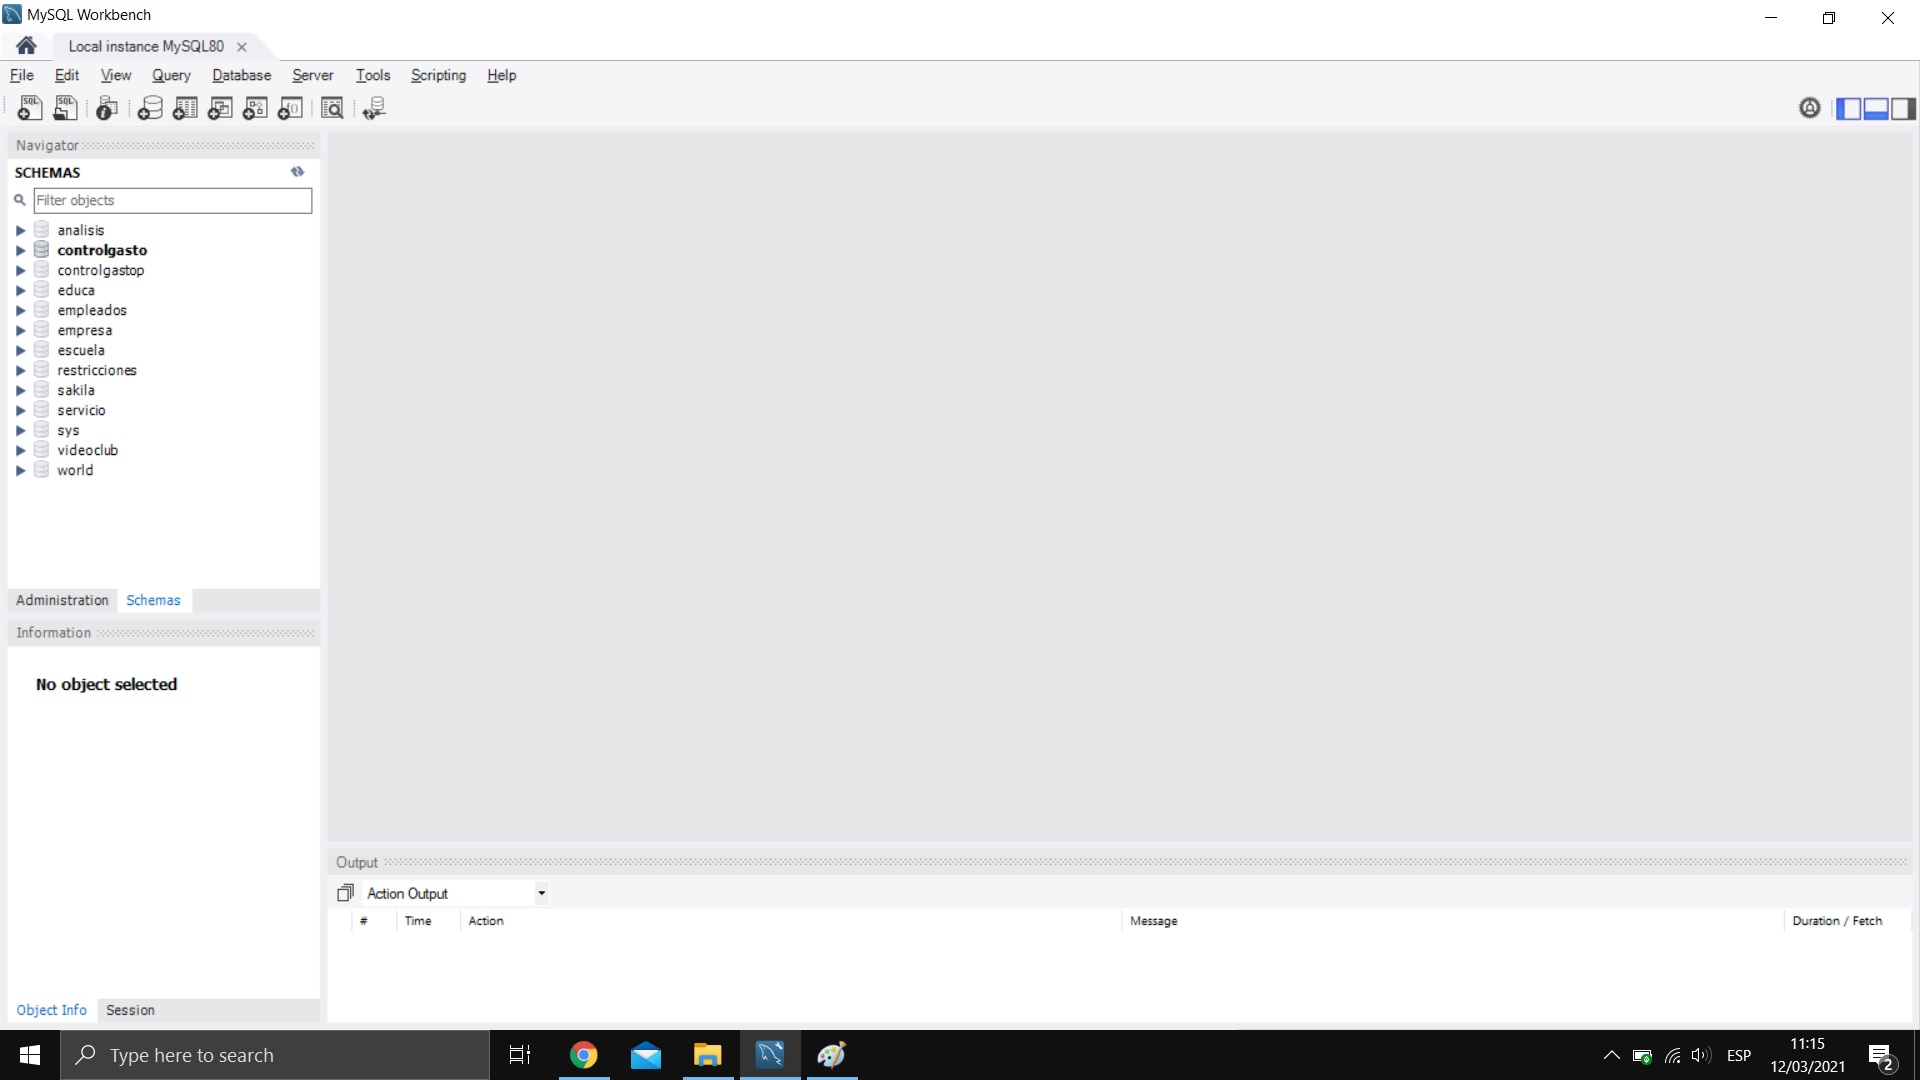 MySQL Workbench
Local instance MySQL80
File Edit View Query Database Server Tools Scripting Help
Navigator
SCHEMAS
Filter objects
analisis
controlgasto
controlgastop
educa
empleados
empresa
escuela
restricciones
sakila
servicio
sys
videoclub
world
Administration Schemas
Information
No object selected
Object Info Session
Output
Action Output
# Time Action Message Duration / Fetch
Type here to search
ESP
11:15
12/03/2021
2